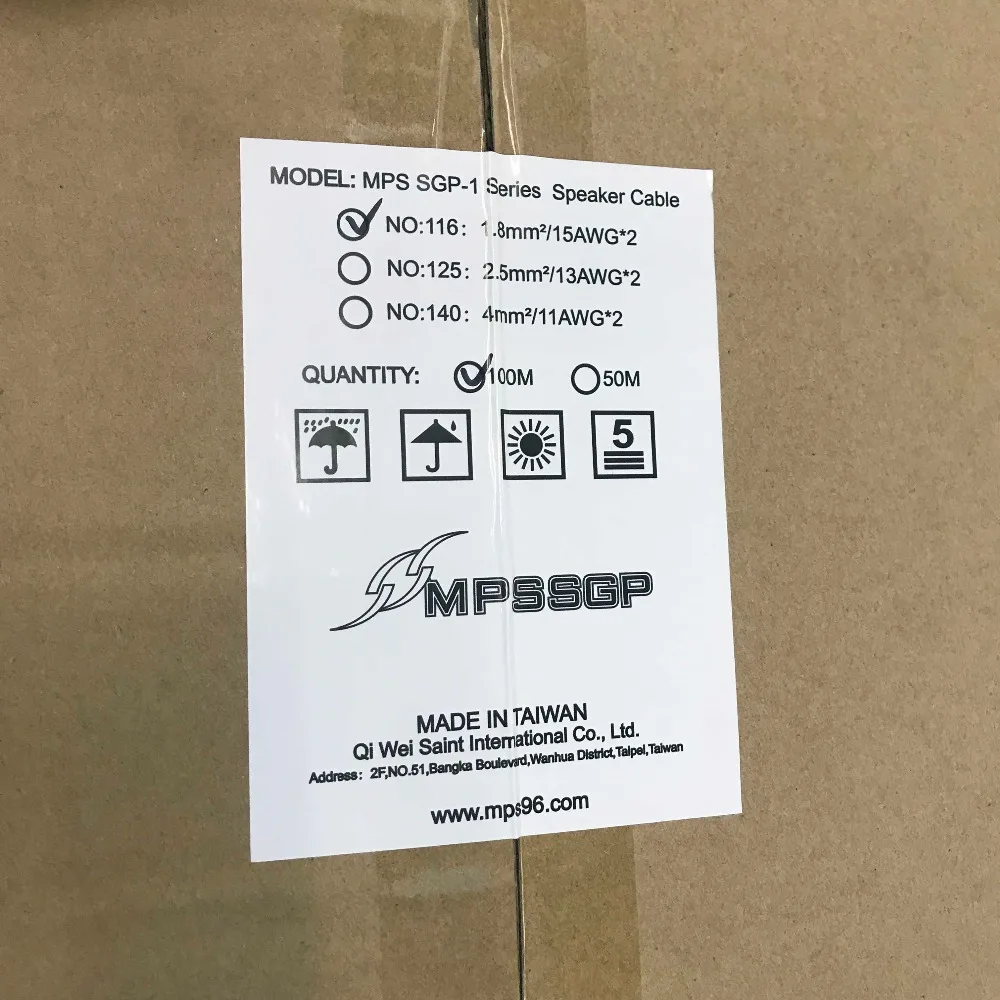 MODEL: MPS SGP-1 Series Speaker Cable
NO:116: 1.8mm²/15AWG*2
NO:125: 2.5mm²/13AWG*2
NO:140: 4mm²/11AWG*2
QUANTITY: 100M 50M
5
MPSSGP
MADE IN TAIWAN
Qi Wei Saint International Co., Ltd.
Address: 2F,NO.51,Bangka Boulevard,Wanhua District,Taipei,Taiwan
www.mps96.com